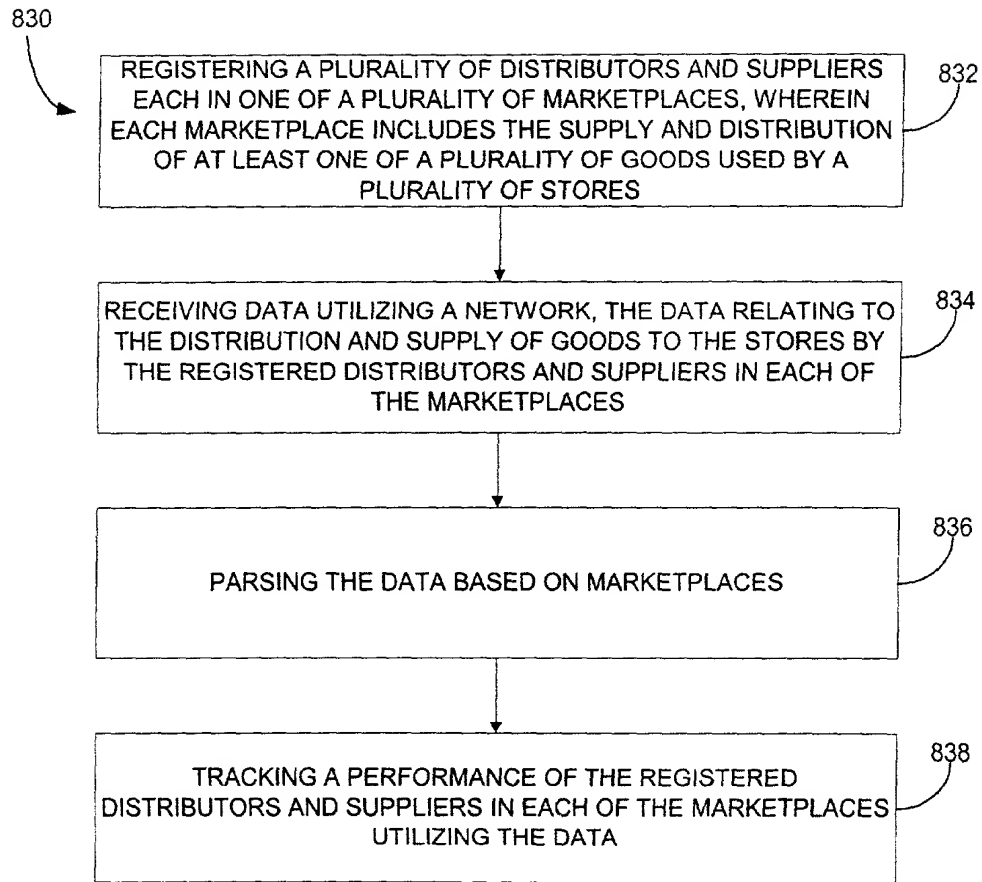 830
REGISTERING A PLURALITY OF DISTRIBUTORS AND SUPPLIERS
EACH IN ONE OF A PLURALITY OF MARKETPLACES, WHEREIN
EACH MARKETPLACE INCLUDES THE SUPPLY AND DISTRIBUTION
OF AT LEAST ONE OF A PLURALITY OF GOODS USED BY A
PLURALITY OF STORES
832
RECEIVING DATA UTILIZING A NETWORK, THE DATA RELATING TO
THE DISTRIBUTION AND SUPPLY OF GOODS TO THE STORES BY
THE REGISTERED DISTRIBUTORS AND SUPPLIERS IN EACH OF
THE MARKETPLACES
834
PARSING THE DATA BASED ON MARKETPLACES
836
TRACKING A PERFORMANCE OF THE REGISTERED
DISTRIBUTORS AND SUPPLIERS IN EACH OF THE MARKETPLACES
UTILIZING THE DATA
838